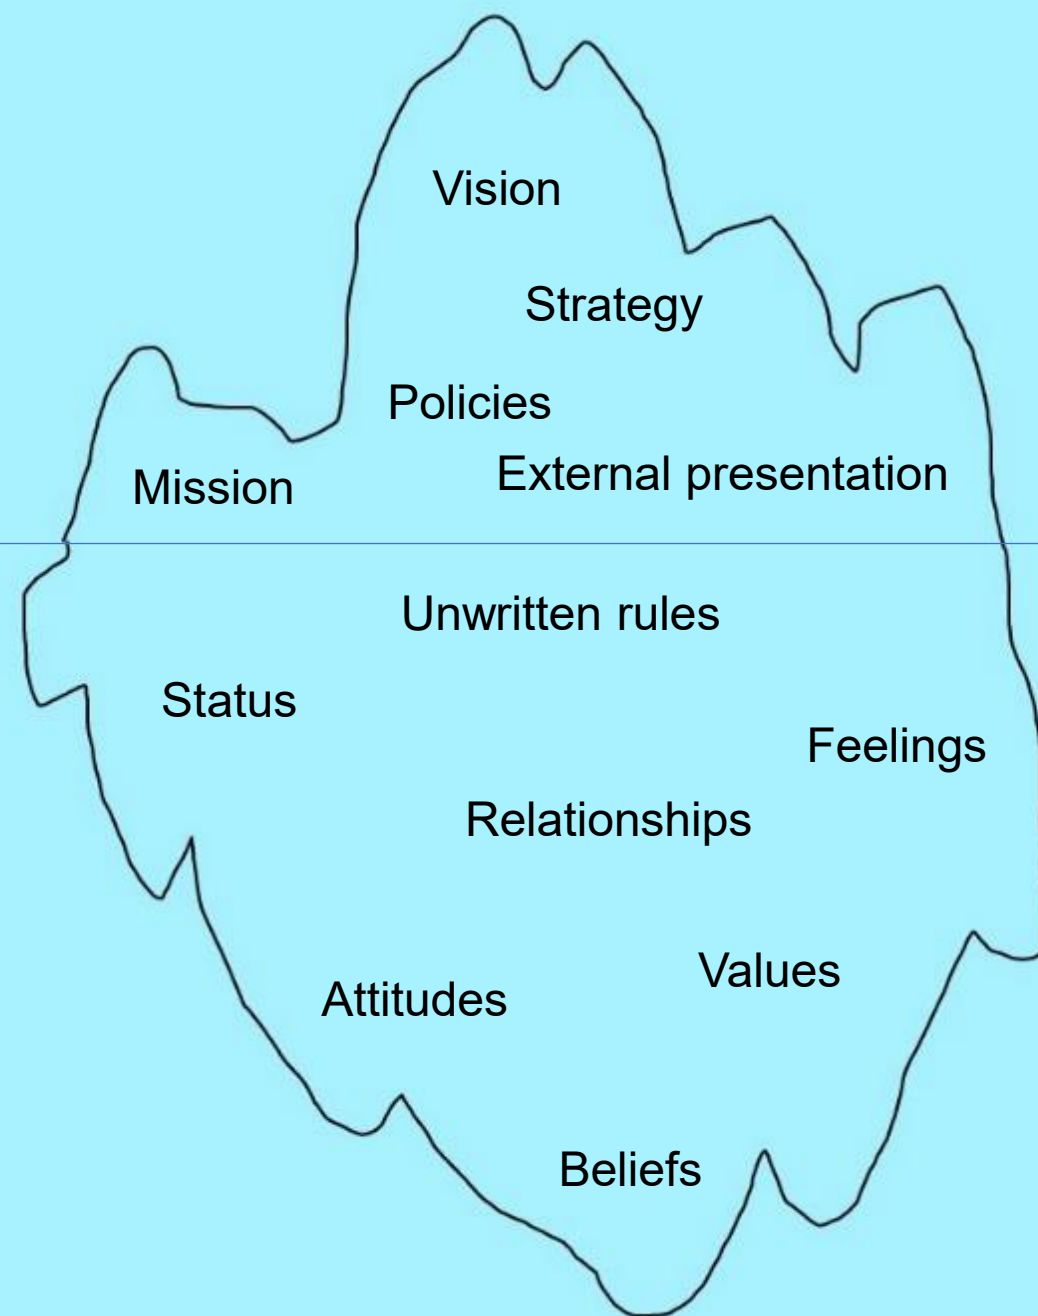 Vision
Strategy
Policies
External presentation
Mission
Unwritten rules
Status
Feelings
Relationships
Values
Attitudes
Beliefs